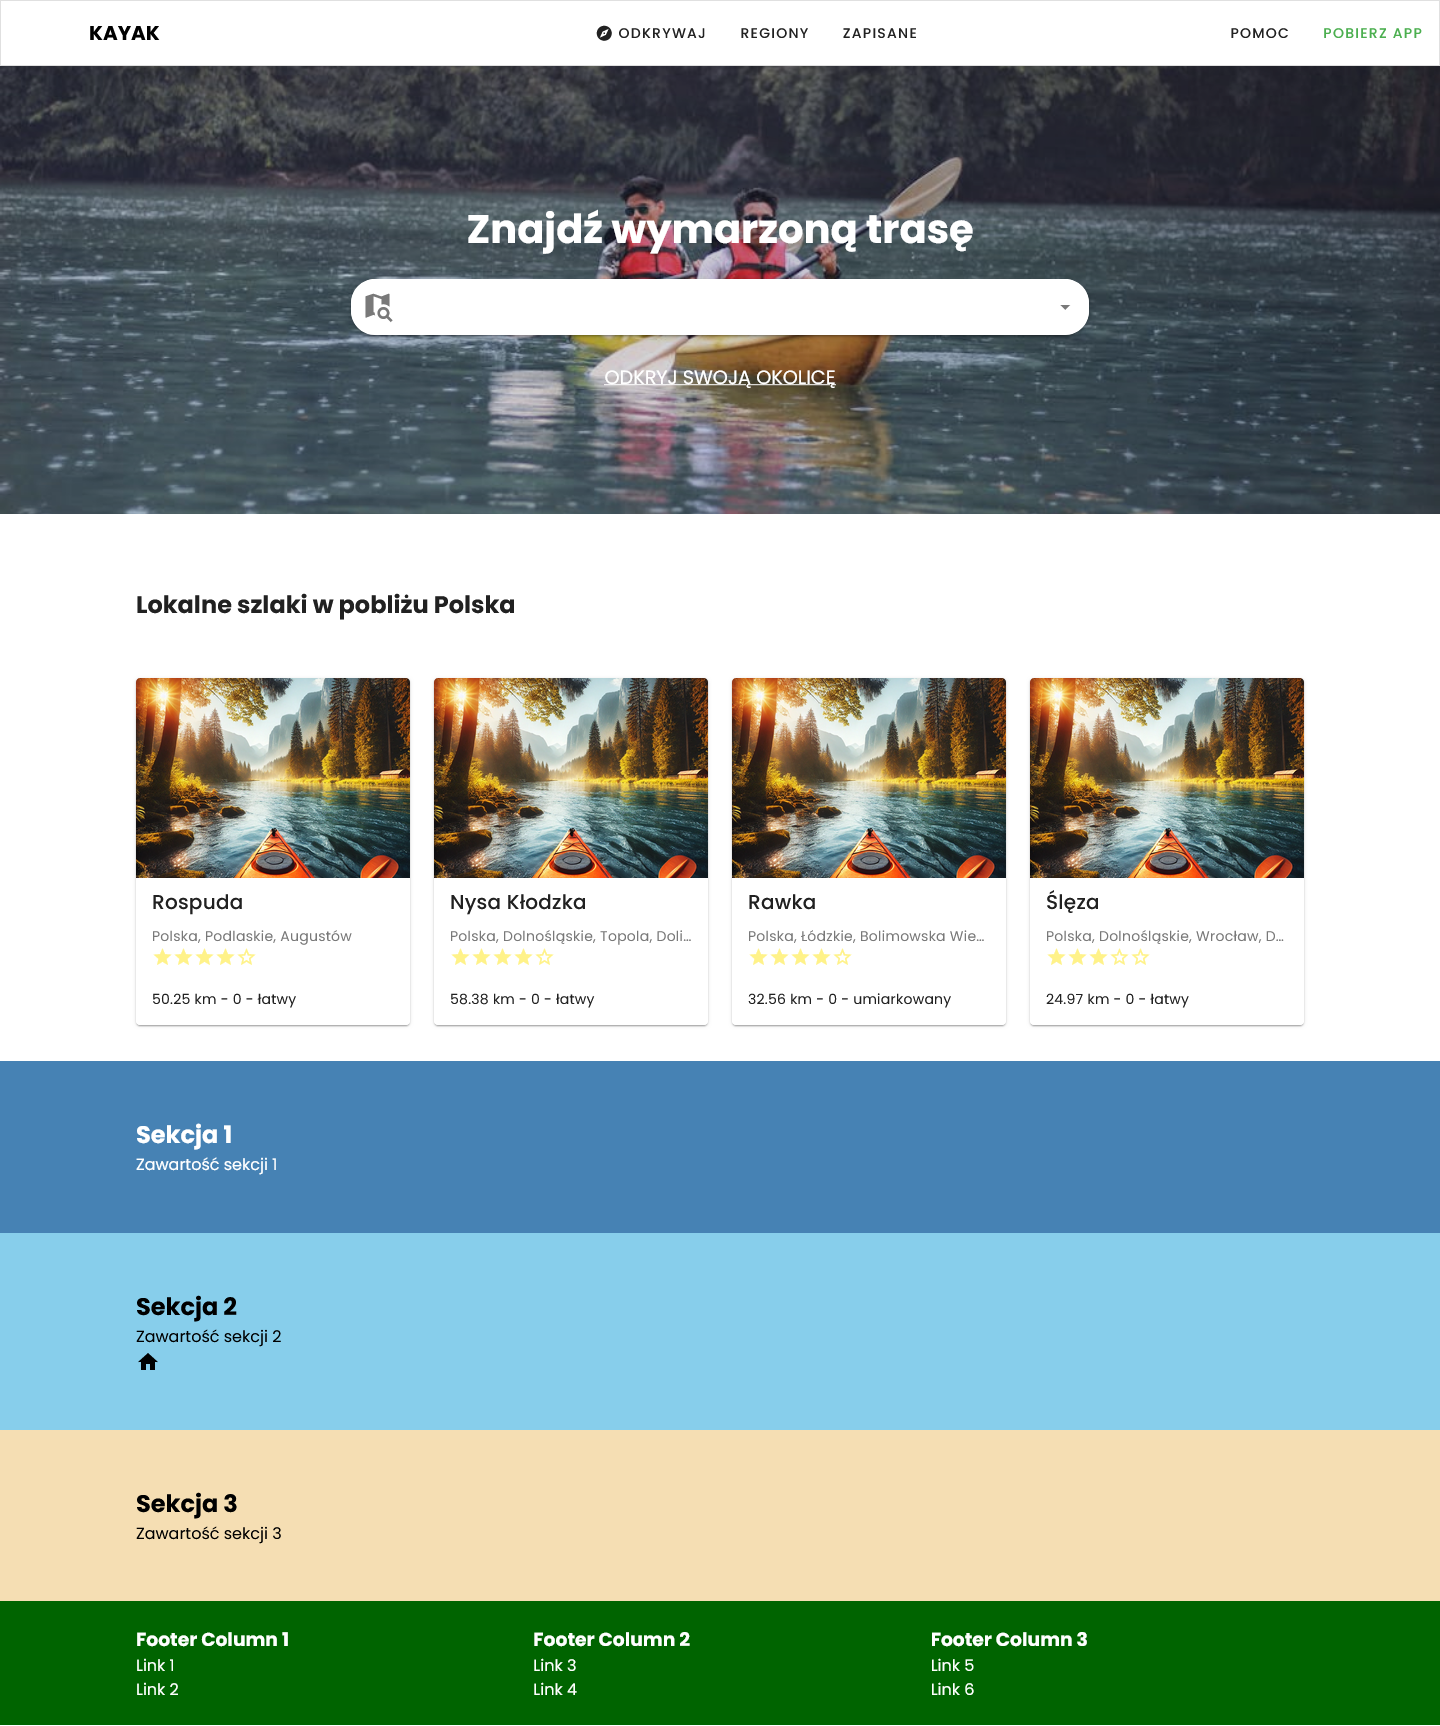 KAYAK
ODKRYWAJ
REGIONY
ZAPISANE
POMOC
POBIERZ APP
Znajdź wymarzoną trasę
ODKRYJ SWOJĄ OKOLICĘ
Lokalne szlaki w pobliżu Polska
Rospuda
Polska, Podlaskie, Augustów
50.25 km - 0 - łatwy
Nysa Kłodzka
Polska, Dolnośląskie, Topola, Doli...
58.38 km - 0 - łatwy
Rawka
Polska, Łódzkie, Bolimowska Wie...
32.56 km - 0 - umiarkowany
Ślęza
Polska, Dolnośląskie, Wrocław, D...
24.97 km - 0 - łatwy
Sekcja 1
Zawartość sekcji 1
Sekcja 2
Zawartość sekcji 2
Sekcja 3
Zawartość sekcji 3
Footer Column 1
Link 1
Link 2
Footer Column 2
Link 3
Link 4
Footer Column 3
Link 5
Link 6